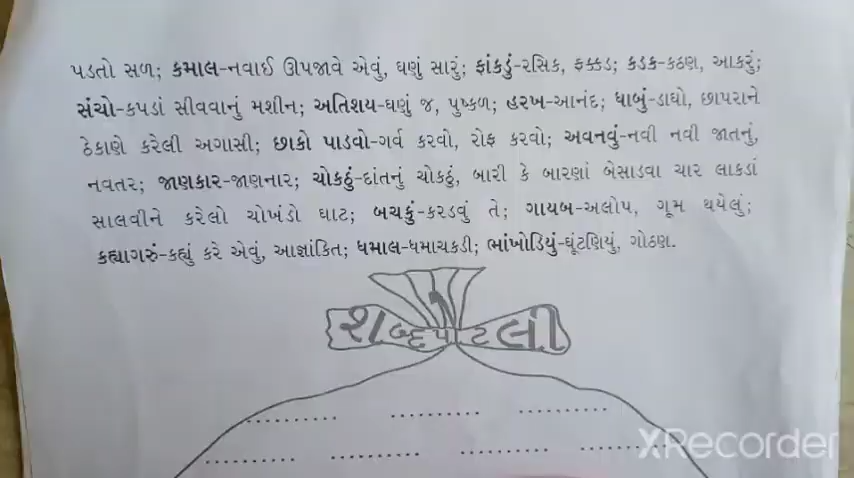 પડતો સળ; કમાલ-નવાઈ ઊપજાવે એવું, ઘણું સારું; ફાંકડું-રસિક, ફક્કડ; કડક-કઠણ, આકરું;
સંચો-કપડાં સીવવાનું મશીન; અતિશય-ઘણું જ, પુષ્કળ; હરખ-આનંદ; ધાબું-ડાઘો, છાપરાને
ઠેકાણે કરેલી અગાસી; છાકો પાડવો-ગર્વ કરવો, રોફ કરવો; અવનવું-નવી નવી જાતનું,
નવતર; જાણકાર-જાણનાર; ચોકઠું-દાંતનું ચોકઠું, બારી કે બારણાં બેસાડવા ચાર લાકડાં
સાલવીને કરેલો ચોખંડો ઘાટ; બચકું-કરડવું તે; ગાયબ-અલોપ, ગૂમ થયેલું;
કહ્યાગરું-કહ્યું કરે એવું, આજ્ઞાંકિત; ધમાલ-ધમાચકડી; ભાંખોડિયું-ઘૂંટણિયું, ગોઠણ.
શબ્દપોટલી
XRecorder